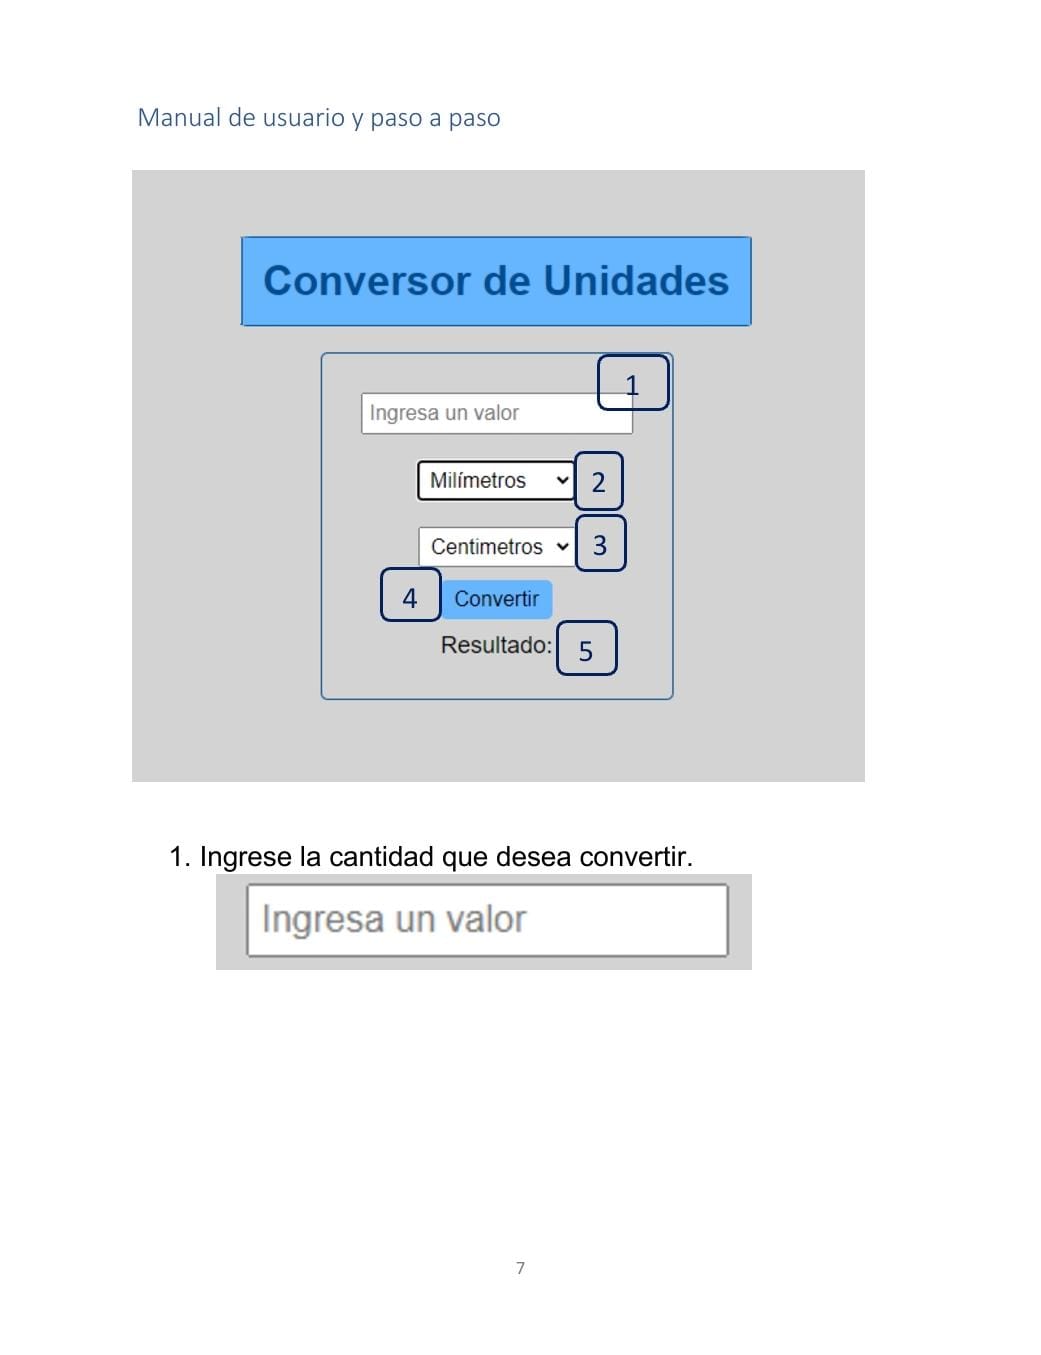 Manual de usuario y paso a paso
Conversor de Unidades
1
Ingresa un valor
Milímetros
2
Centimetros
3
4
Convertir
Resultado:
5
1. Ingrese la cantidad que desea convertir.
Ingresa un valor
7